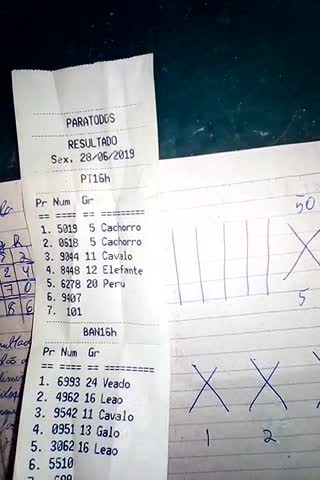 PARATODOS
RESULTADO
Sex, 28/06/2019
PT16h
Pr Num Gr
== ==== == ==========
1. 5019 5 Cachorro
2. 0618 5 Cachorro
3. 9044 11 Cavalo
4. 8448 12 Elefante
5. 6278 20 Peru
6. 9407
7. 101
BAN16h
Pr Num Gr
== ==== == ==========
1. 6993 24 Veado
2. 4962 16 Leao
3. 9542 11 Cavalo
4. 0951 13 Galo
5. 3062 16 Leao
6. 5510
50
5
X X
1 2